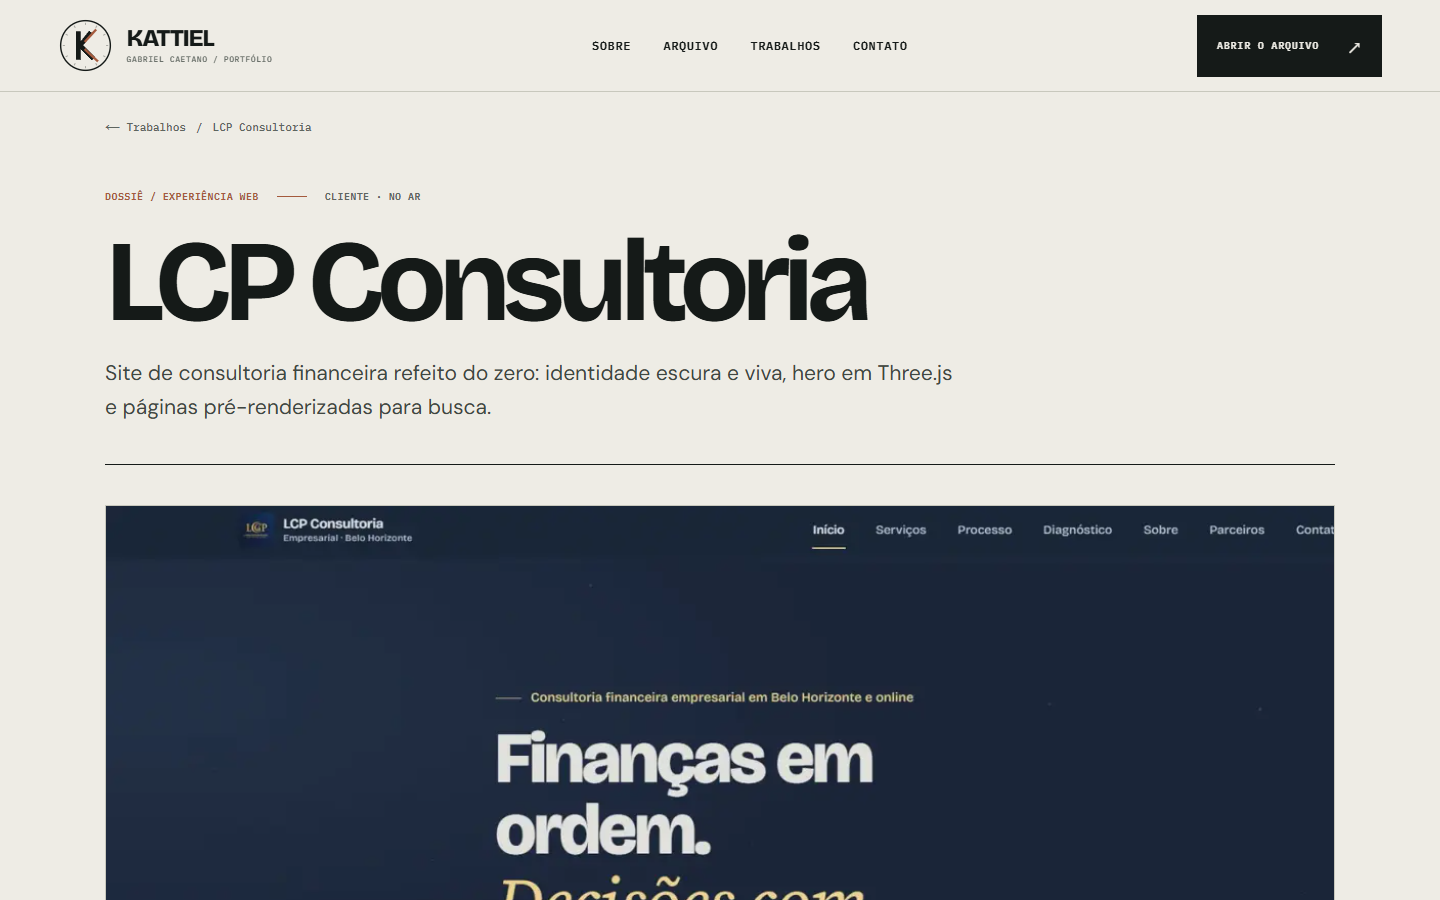 K
KATTIEL
GABRIEL CAETANO / PORTFÓLIO
SOBRE
ARQUIVO
TRABALHOS
CONTATO
ABRIR O ARQUIVO ↗
← Trabalhos / LCP Consultoria
DOSSIÊ / EXPERIÊNCIA WEB — CLIENTE · NO AR
LCP Consultoria
Site de consultoria financeira refeito do zero: identidade escura e viva, hero em Three.js
e páginas pré-renderizadas para busca.
LCP Consultoria
Empresarial · Belo Horizonte
Início
Serviços
Processo
Diagnóstico
Sobre
Parceiros
Contat
Consultoria financeira empresarial em Belo Horizonte e online
Finanças em
ordem.
Decisões com